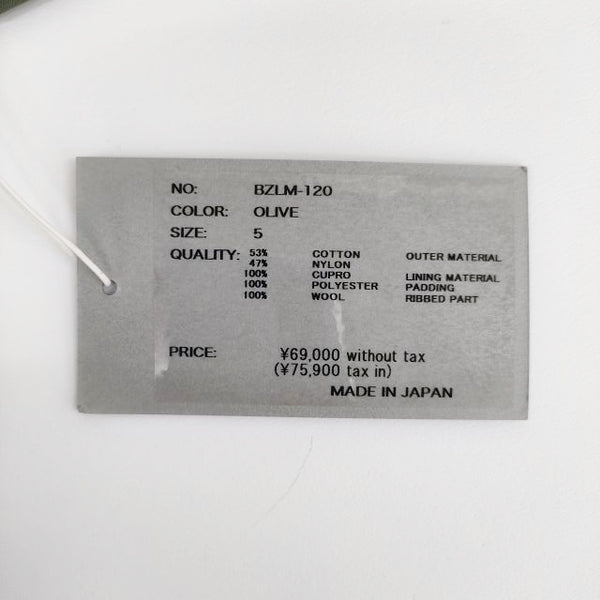 NO: BZLM-120
COLOR: OLIVE
SIZE: 5
QUALITY: 53% COTTON OUTER MATERIAL
47% NYLON
100% CUPRO LINING MATERIAL
100% POLYESTER PADDING
100% WOOL RIBBED PART
PRICE: ¥69,000 without tax
(¥75,900 tax in)
MADE IN JAPAN